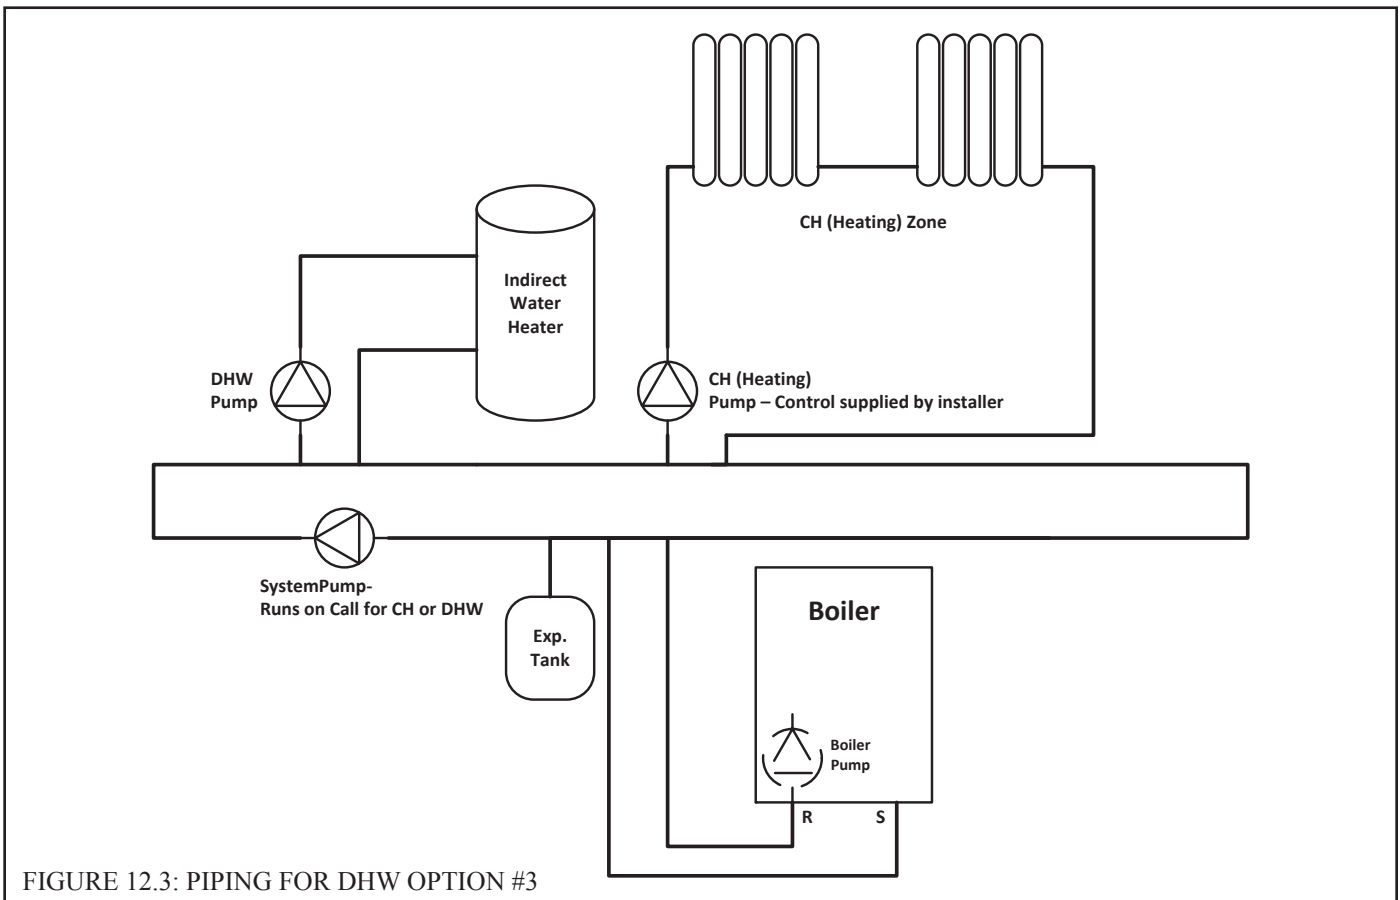 CH (Heating) Zone
Indirect
Water
Heater
DHW
Pump
CH (Heating)
Pump – Control supplied by installer
SystemPump-
Runs on Call for CH or DHW
Exp.
Tank
Boiler
Boiler
Pump
R
S
FIGURE 12.3: PIPING FOR DHW OPTION #3